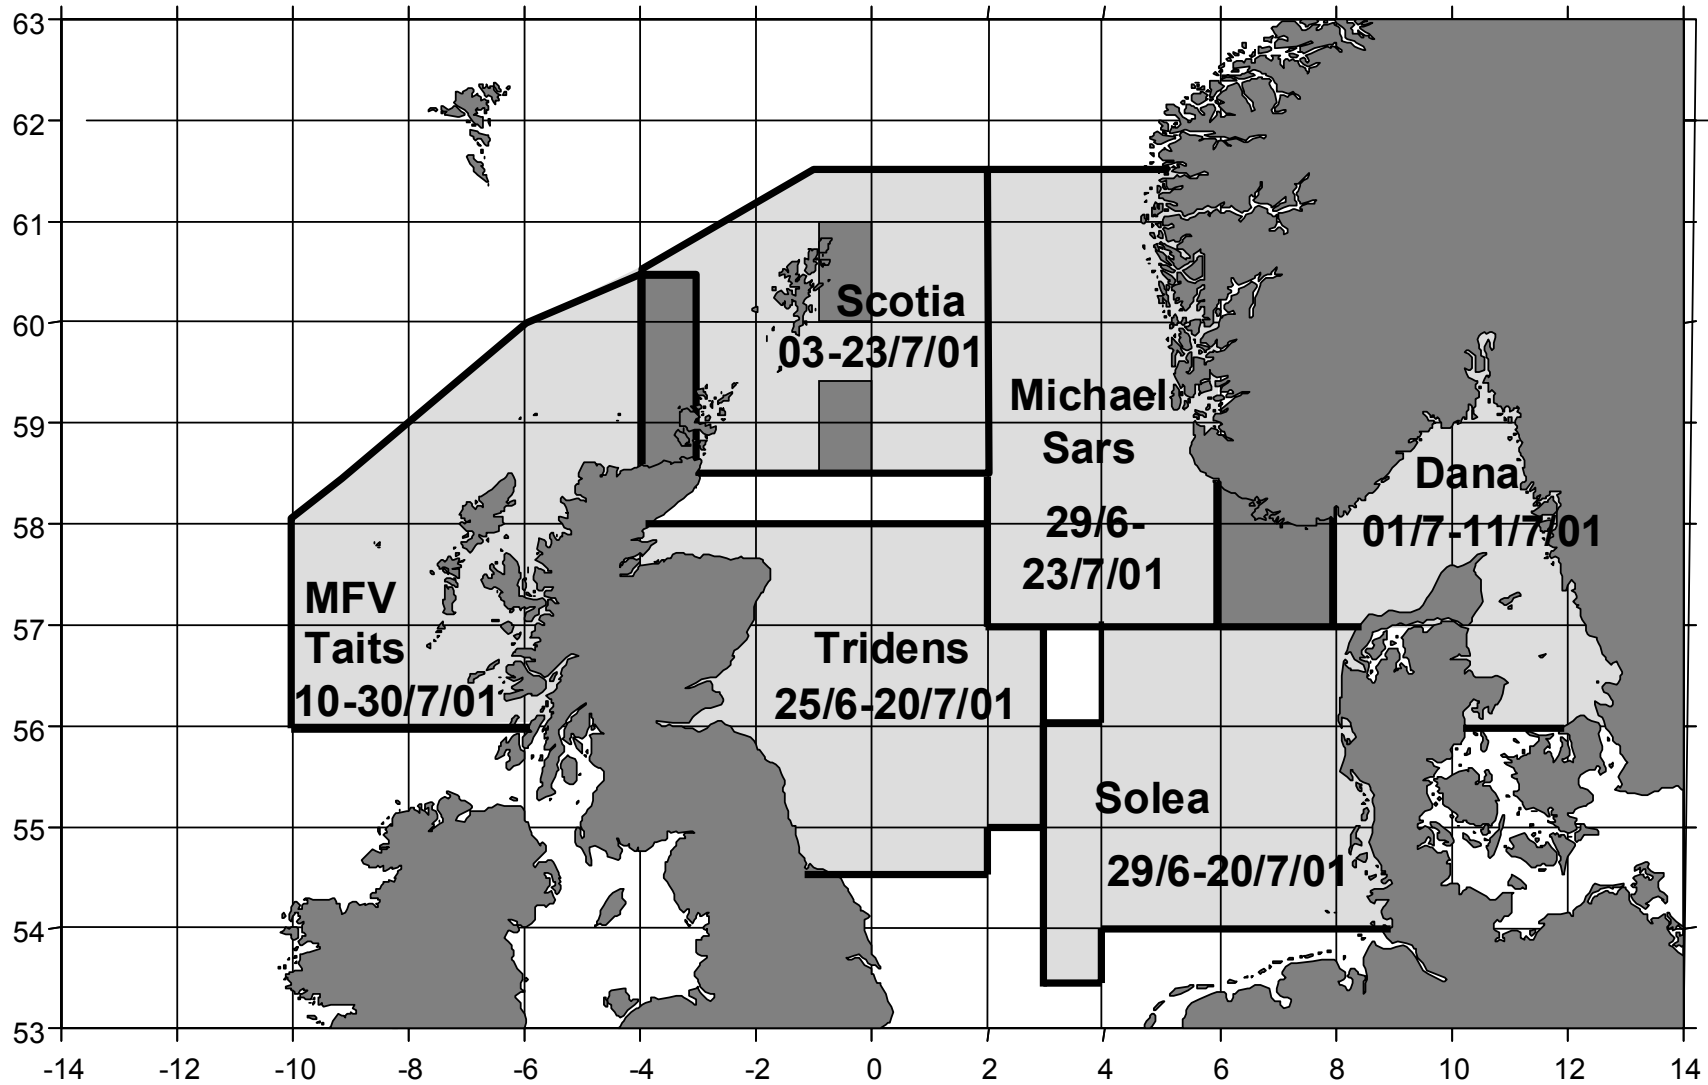 63
62
61
60
59
58
57
56
55
54
53
Scotia
03-23/7/01
Michael
Sars
29/6-
23/7/01
Dana
01/7-11/7/01
MFV
Taits
10-30/7/01
Tridens
25/6-20/7/01
Solea
29/6-20/7/01
-14 -12 -10 -8 -6 -4 -2 0 2 4 6 8 10 12 14